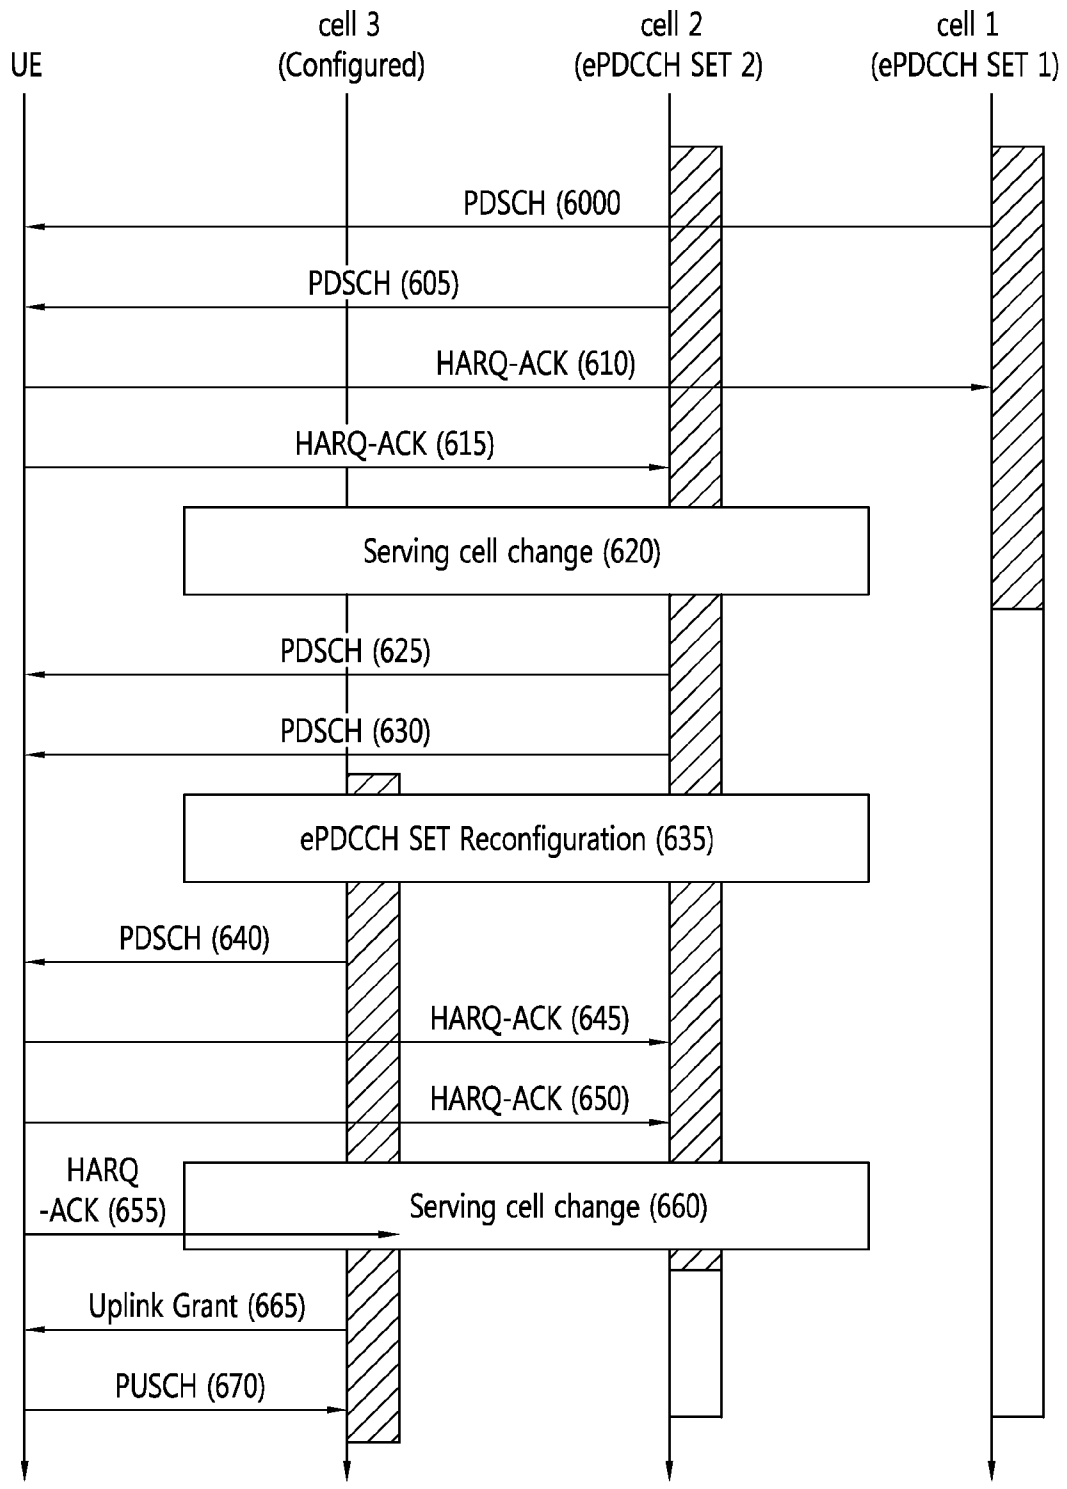 UE
cell 3
(Configured)
cell 2
(ePDCCH SET 2)
cell 1
(ePDCCH SET 1)
PDSCH (6000
PDSCH (605)
HARQ-ACK (610)
HARQ-ACK (615)
Serving cell change (620)
PDSCH (625)
PDSCH (630)
ePDCCH SET Reconfiguration (635)
PDSCH (640)
HARQ-ACK (645)
HARQ-ACK (650)
HARQ
-ACK (655)
Serving cell change (660)
Uplink Grant (665)
PUSCH (670)